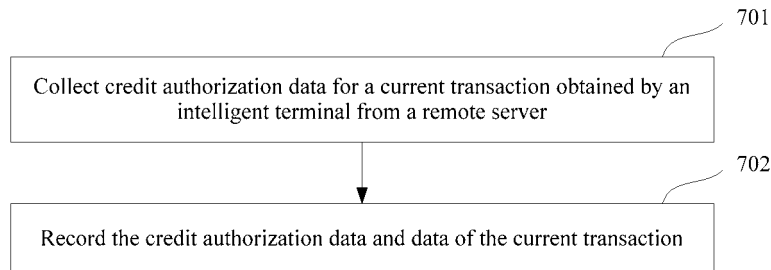 701
Collect credit authorization data for a current transaction obtained by an
intelligent terminal from a remote server
702
Record the credit authorization data and data of the current transaction